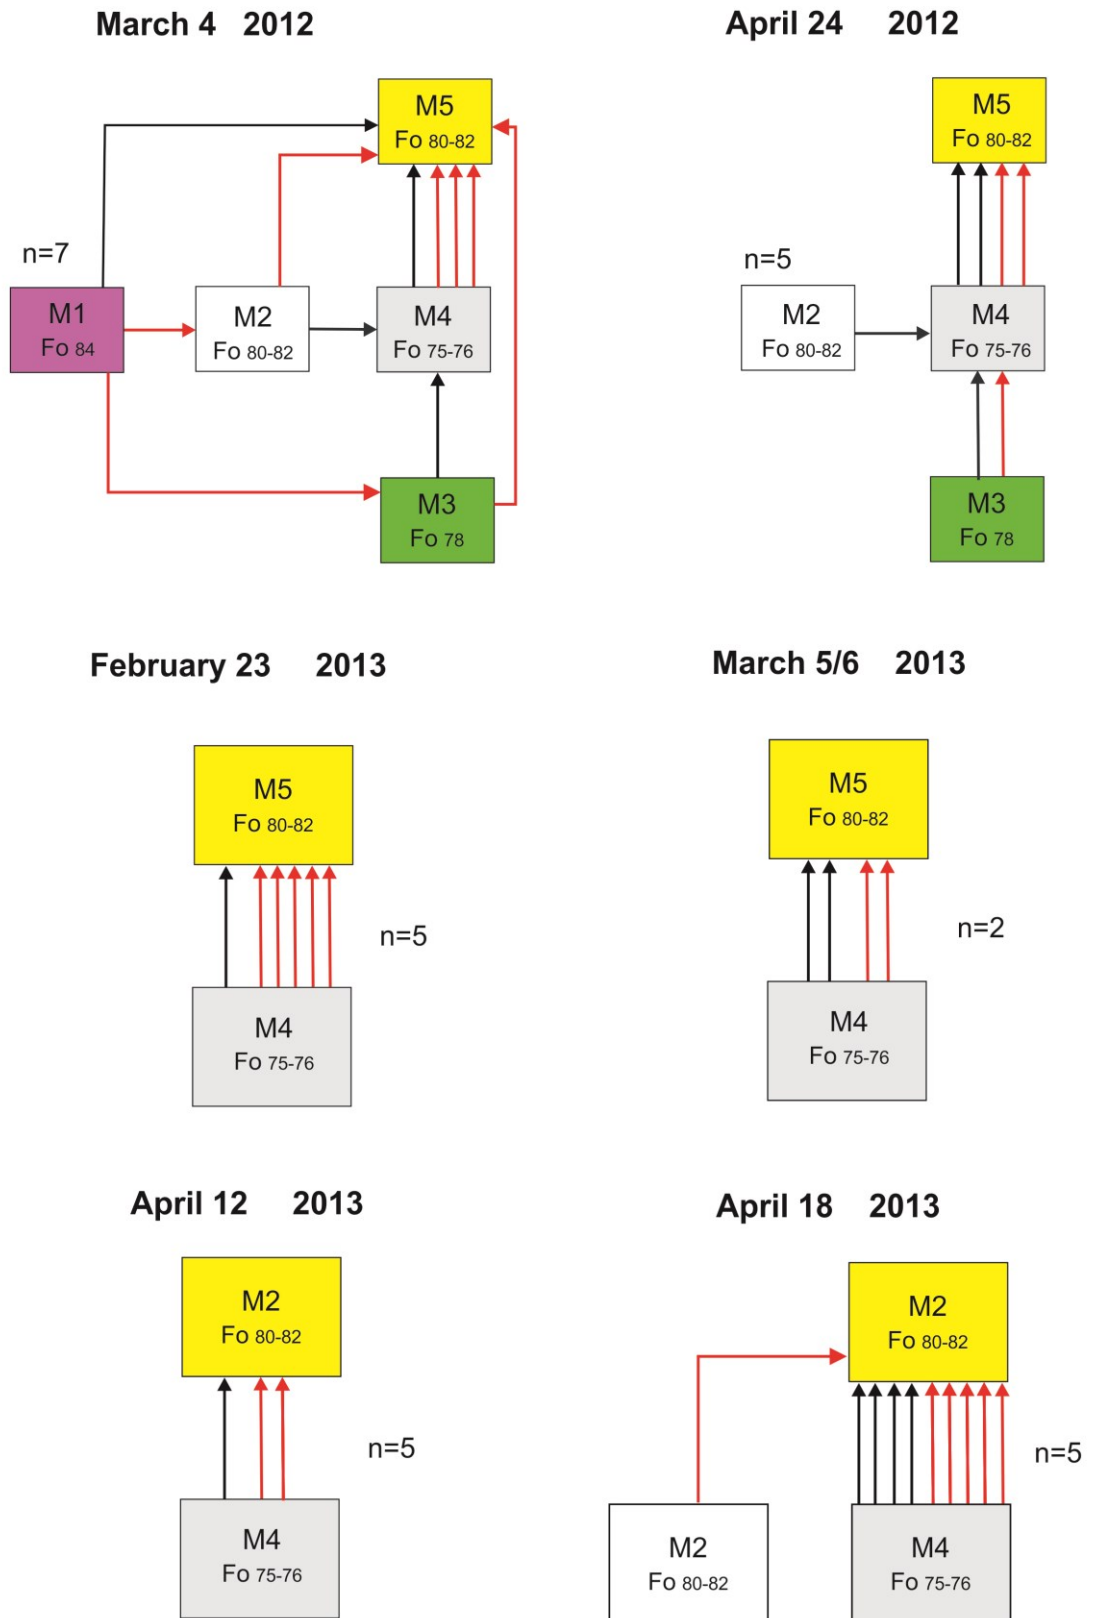 March 4 2012
M5
Fo 80-82
n=7
M1
Fo 84
M2
Fo 80-82
M4
Fo 75-76
M3
Fo 78
April 24 2012
M5
Fo 80-82
n=5
M2
Fo 80-82
M4
Fo 75-76
M3
Fo 78
February 23 2013
M5
Fo 80-82
n=5
M4
Fo 75-76
March 5/6 2013
M5
Fo 80-82
n=2
M4
Fo 75-76
April 12 2013
M2
Fo 80-82
n=5
M4
Fo 75-76
April 18 2013
M2
Fo 80-82
n=5
M2
Fo 80-82
M4
Fo 75-76